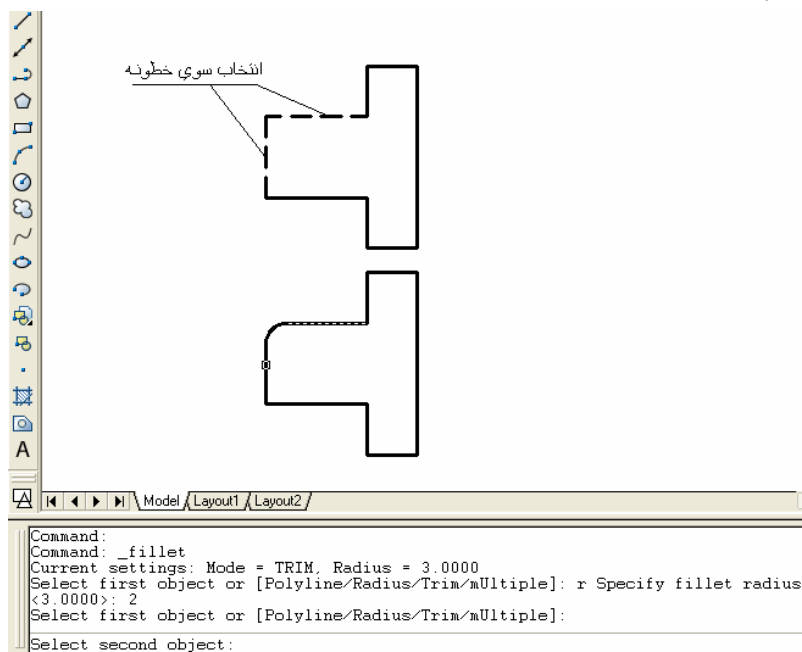 انتخاب سوي خطونه
A
Model Layout1 Layout2
Command:
Command: _fillet
Current settings: Mode = TRIM, Radius = 3.0000
Select first object or [Polyline/Radius/Trim/mUltiple]: r Specify fillet radius
<3.0000>: 2
Select first object or [Polyline/Radius/Trim/mUltiple]:
Select second object: